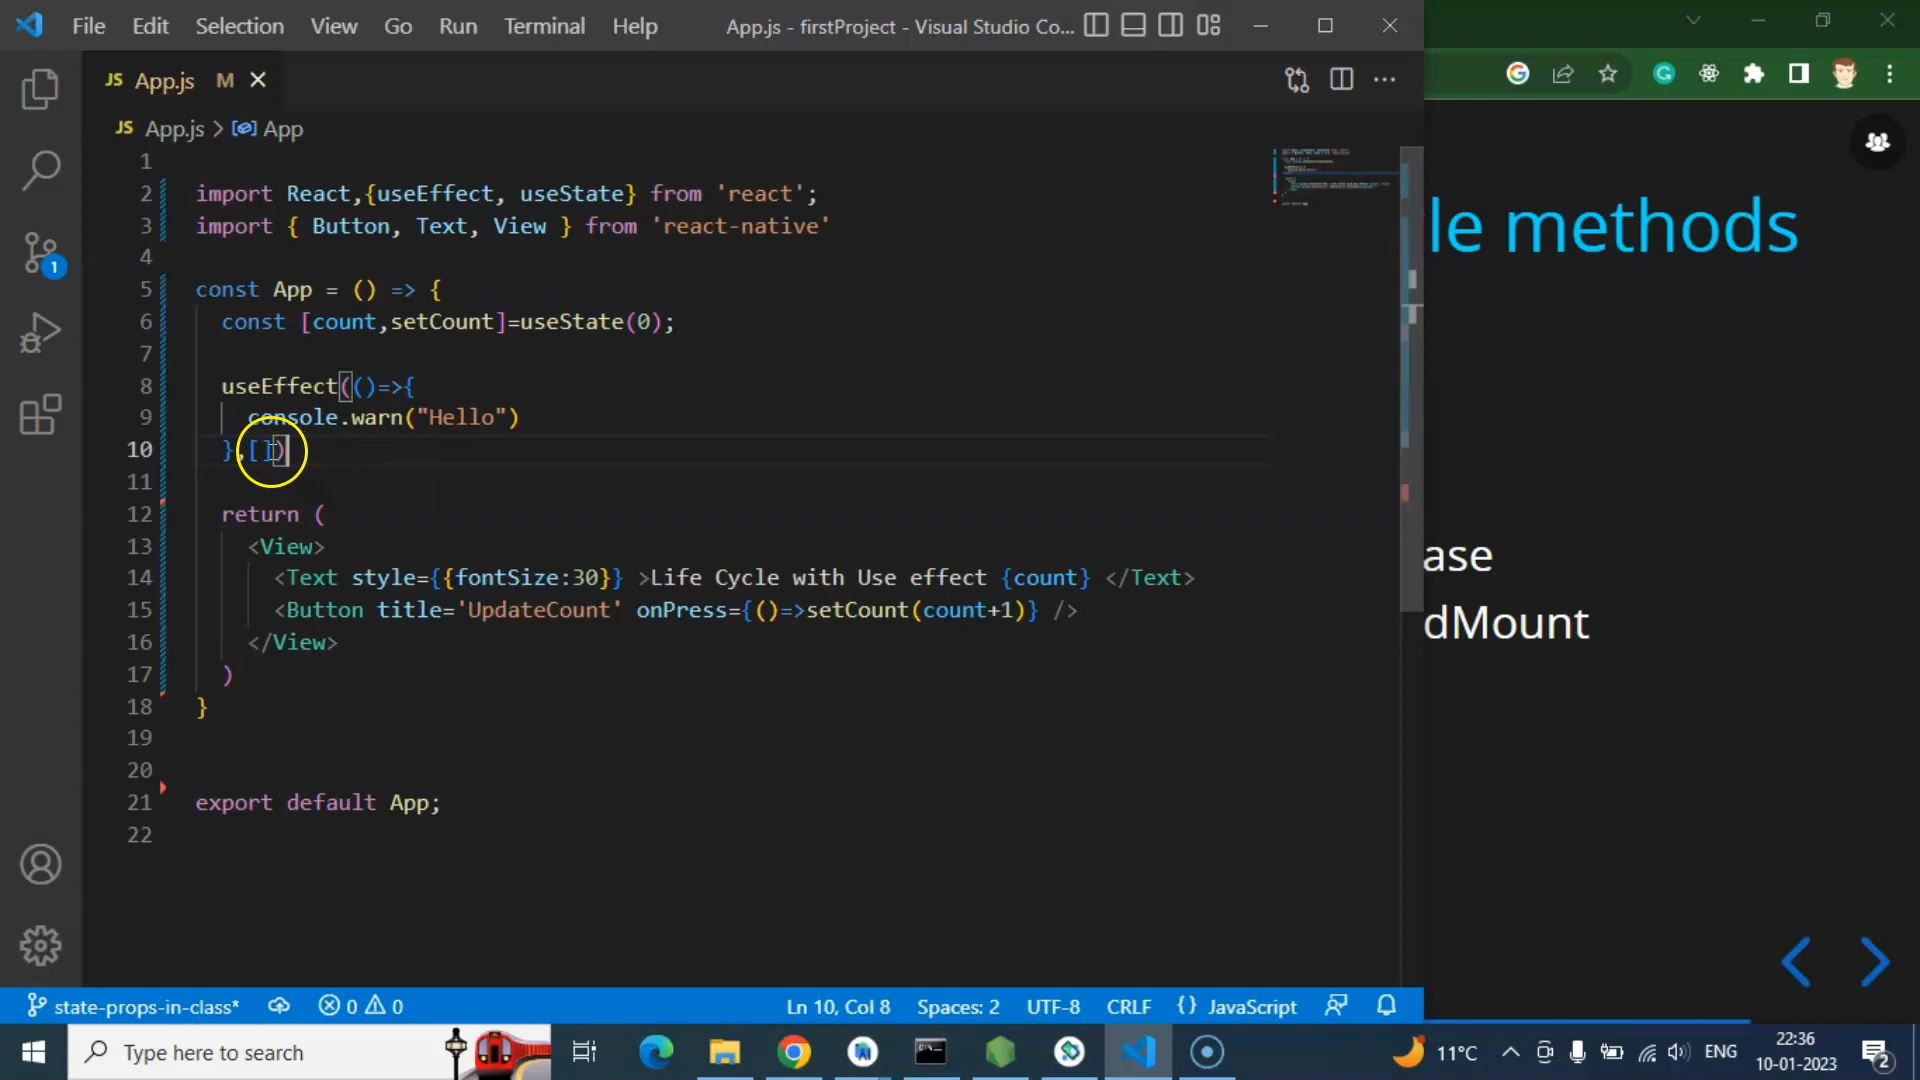 File Edit Selection View Go Run Terminal Help App.js - firstProject - Visual Studio Co...
JS App.js M
JS App.js > App
1
2 import React,{useEffect, useState} from 'react';
3 import { Button, Text, View } from 'react-native'
4
5 const App = () => {
6 const [count,setCount]=useState(0);
7
8 useEffect(()=>{
9 console.warn("Hello")
10 },[])
11
12 return (
13 <View>
14 <Text style={{fontSize:30}} >Life Cycle with Use effect {count} </Text>
15 <Button title='UpdateCount' onPress={()=>setCount(count+1)} />
16 </View>
17 )
18 }
19
20
21 export default App;
22
le methods
ase
dMount
1
state-props-in-class* 0 0 Ln 10, Col 8 Spaces: 2 UTF-8 CRLF {} JavaScript
Type here to search
11°C ENG
22:36
10-01-2023
2